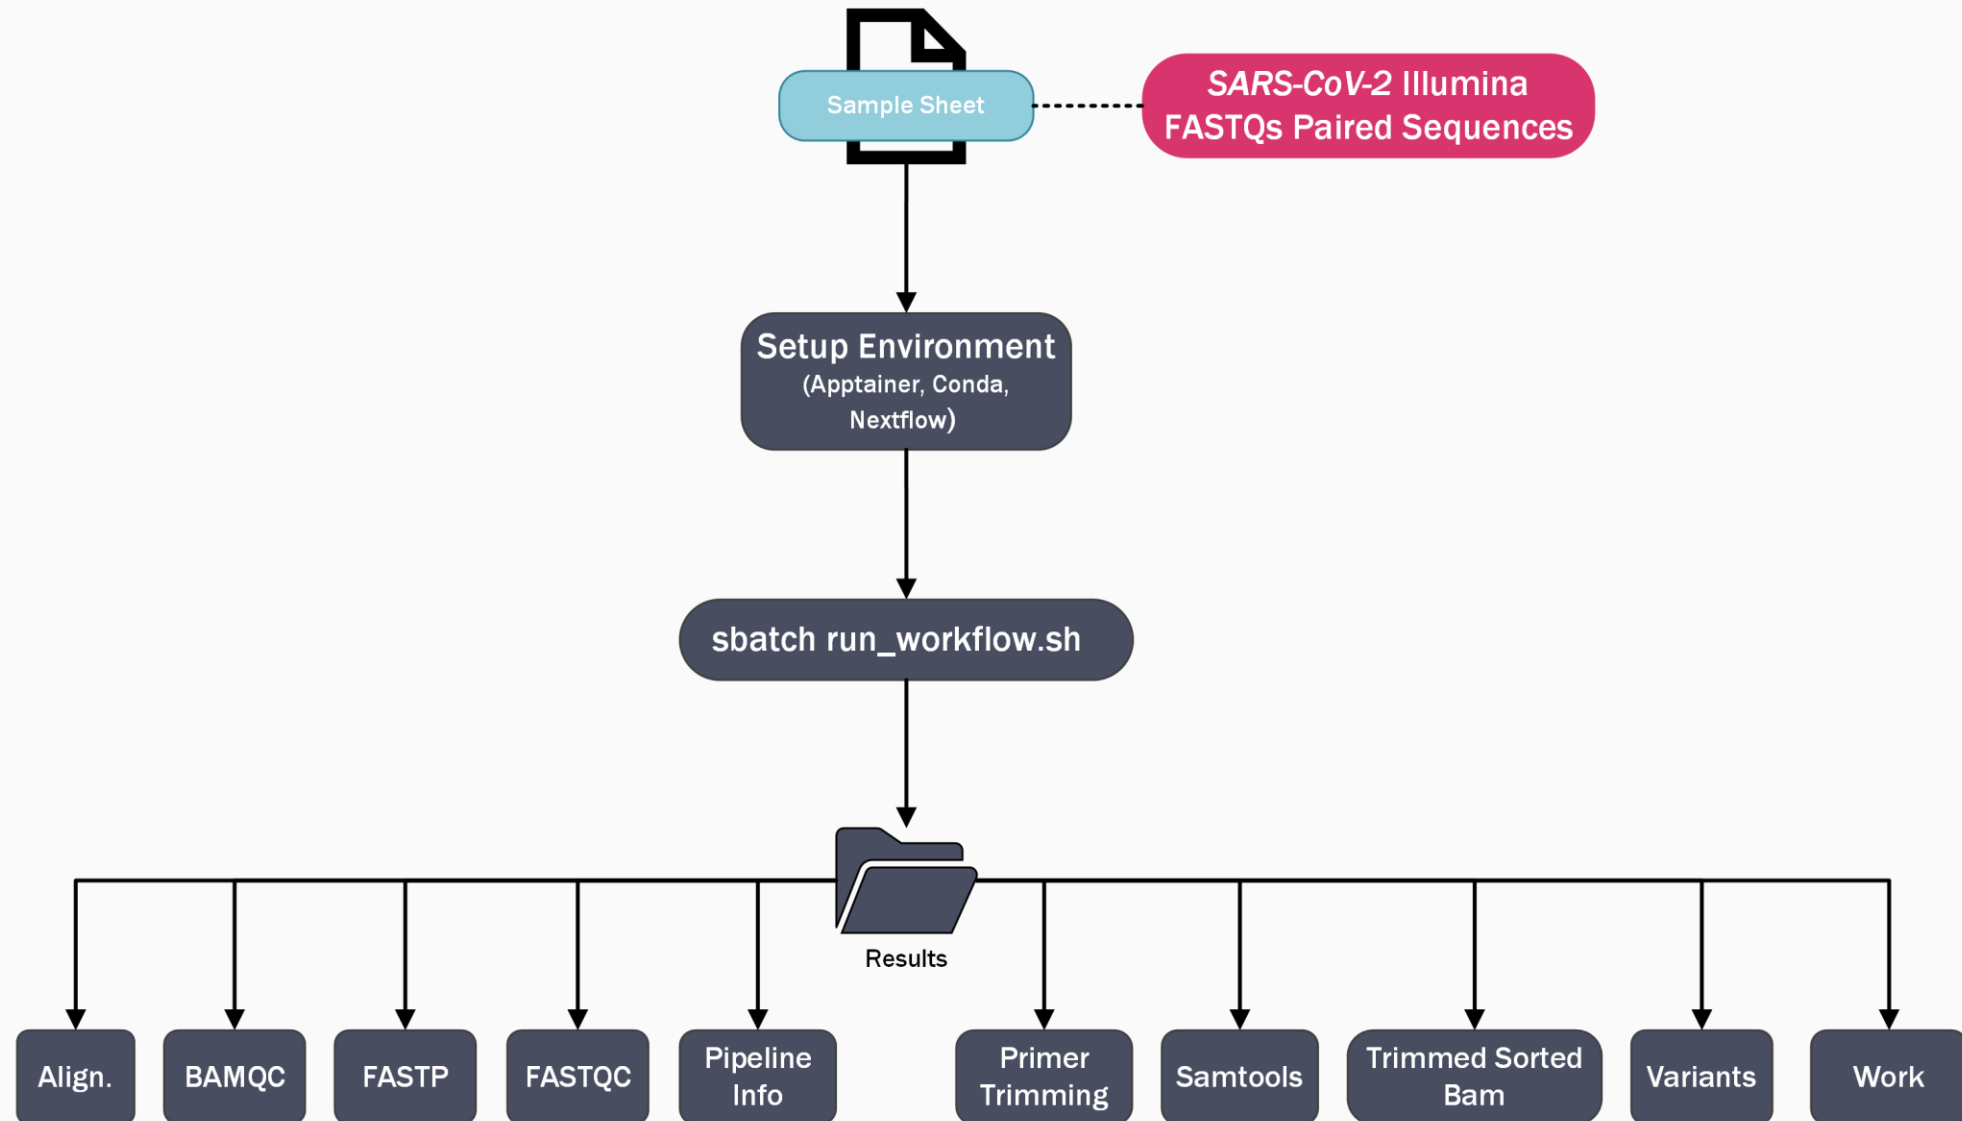 Sample Sheet
SARS-CoV-2 Illumina
FASTQs Paired Sequences
Setup Environment
(Apptainer, Conda,
Nextflow)
sbatch run_workflow.sh
Results
Align.
BAMQC
FASTP
FASTQC
Pipeline
Info
Primer
Trimming
Samtools
Trimmed Sorted
Bam
Variants
Work